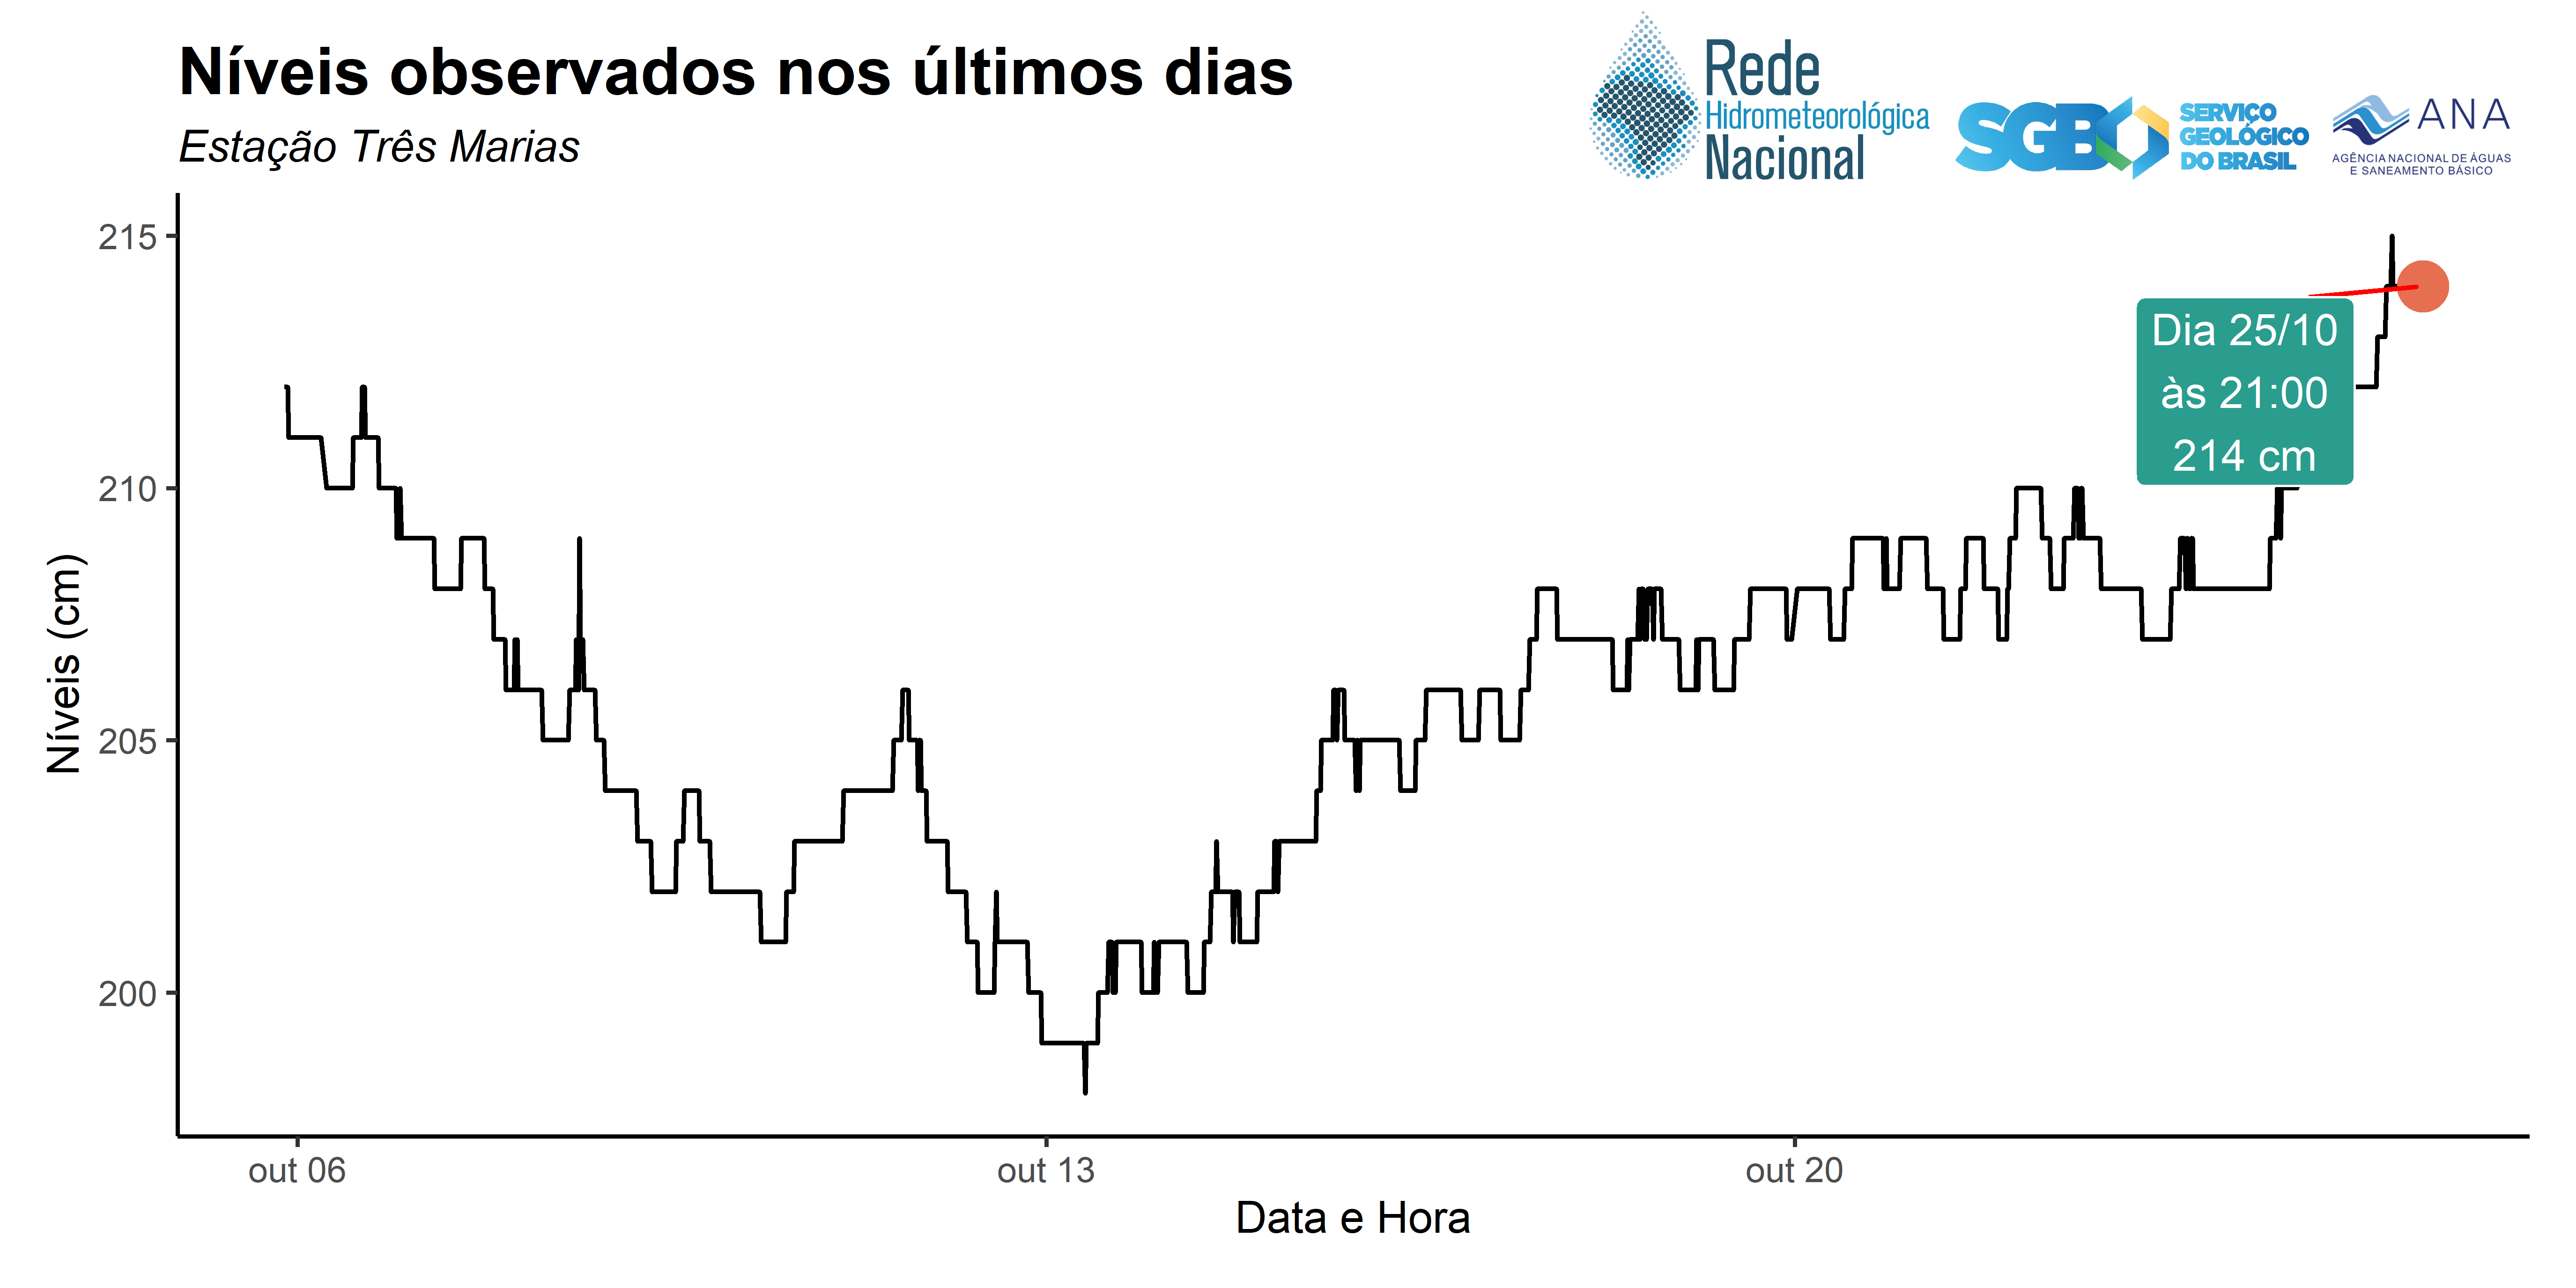 Níveis observados nos últimos dias
Estação Três Marias
Rede
Hidrometeorológica
Nacional
SGB
SERVIÇO
GEOLÓGICO
DO BRASIL
ANA
AGÊNCIA NACIONAL DE ÁGUAS
E SANEAMENTO BÁSICO
215
210
205
200
Níveis (cm)
Dia 25/10
às 21:00
214 cm
out 06
out 13
out 20
Data e Hora